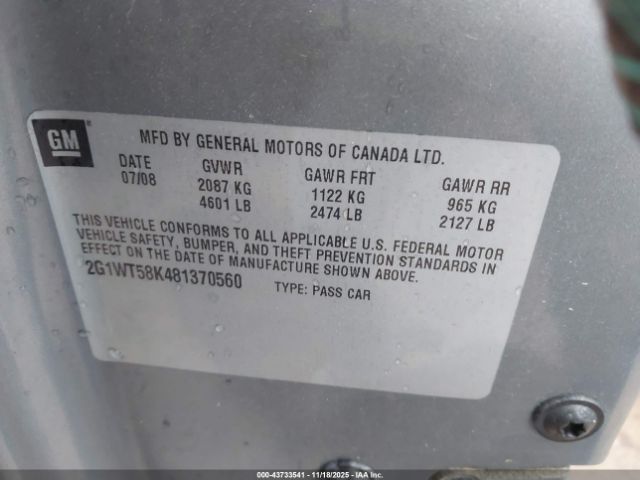 GM
MFD BY GENERAL MOTORS OF CANADA LTD.
DATE GVWR GAWR FRT GAWR RR
07/08 2087 KG 1122 KG 965 KG
4601 LB 2474 LB 2127 LB
THIS VEHICLE CONFORMS TO ALL APPLICABLE U.S. FEDERAL MOTOR
VEHICLE SAFETY, BUMPER, AND THEFT PREVENTION STANDARDS IN
EFFECT ON THE DATE OF MANUFACTURE SHOWN ABOVE.
2G1WT58K481370560 TYPE: PASS CAR
000-43733541 - 11/18/2025 - IAAI.COM